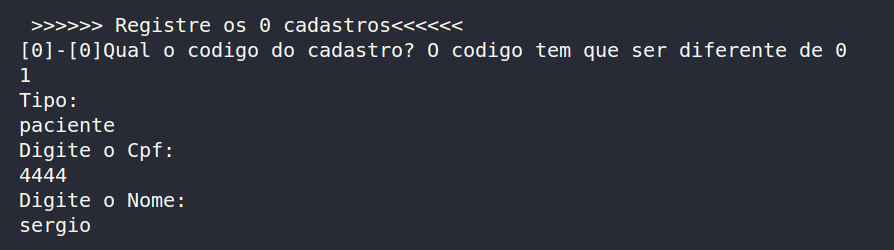 >>>>>> Registre os 0 cadastros<<<<<<
[0]-[0]Qual o codigo do cadastro? O codigo tem que ser diferente de 0
1
Tipo:
paciente
Digite o Cpf:
4444
Digite o Nome:
sergio